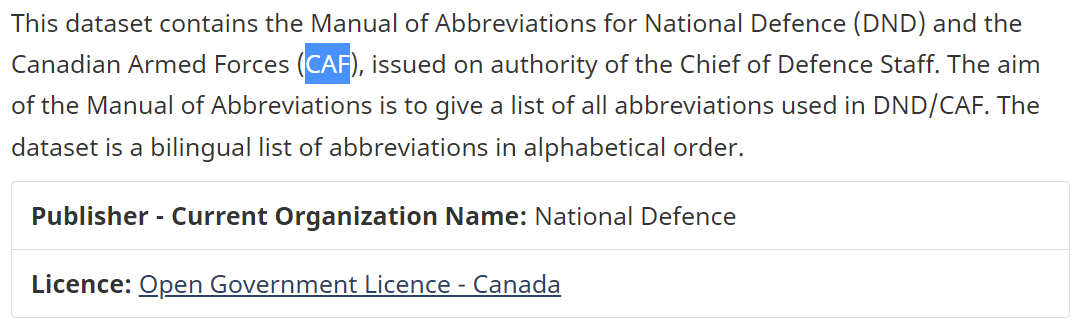 This dataset contains the Manual of Abbreviations for National Defence (DND) and the
Canadian Armed Forces (CAF), issued on authority of the Chief of Defence Staff. The aim
of the Manual of Abbreviations is to give a list of all abbreviations used in DND/CAF. The
dataset is a bilingual list of abbreviations in alphabetical order.
Publisher - Current Organization Name: National Defence
Licence: Open Government Licence - Canada